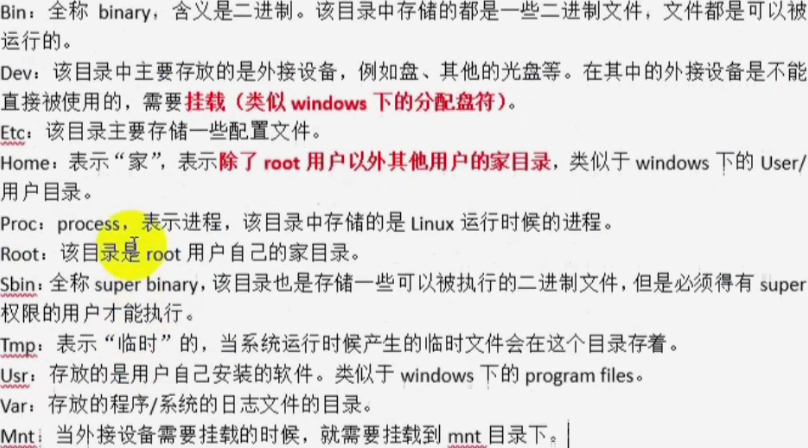 Bin：全称 binary，含义是二进制。该目录中存储的都是一些二进制文件，文件都是可以被
运行的。
Dev：该目录中主要存放的是外接设备，例如盘、其他的光盘等。在其中的外接设备是不能
直接被使用的，需要挂载（类似 windows 下的分配盘符）。
Etc：该目录主要存储一些配置文件。
Home：表示“家”，表示除了 root 用户以外其他用户的家目录，类似于 windows 下的 User/
用户目录。
Proc：process，表示进程，该目录中存储的是 Linux 运行时候的进程。
Root：该目录是 root 用户自己的家目录。
Sbin：全称 super binary，该目录也是存储一些可以被执行的二进制文件，但是必须得有 super
权限的用户才能执行。
Tmp：表示“临时”的，当系统运行时候产生的临时文件会在这个目录存着。
Usr：存放的是用户自己安装的软件。类似于 windows 下的 program files。
Var：存放的程序/系统的日志文件的目录。
Mnt：当外接设备需要挂载的时候，就需要挂载到 mnt 目录下。